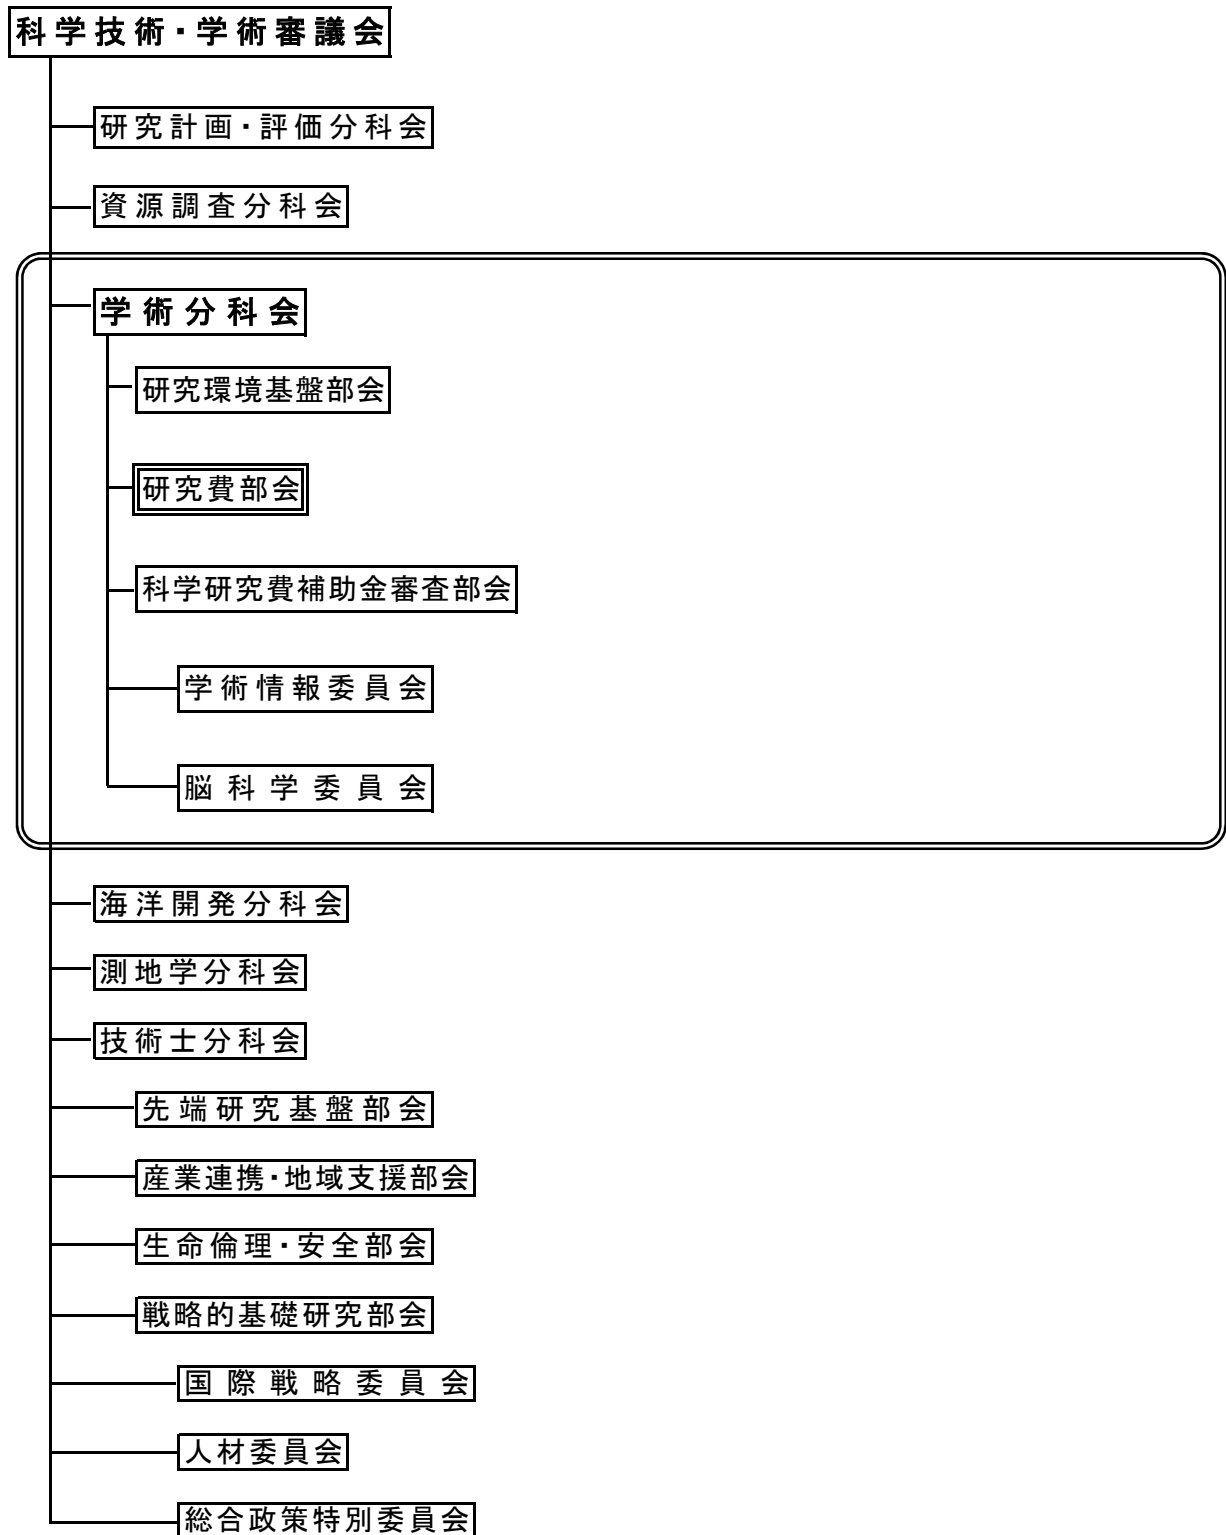 科学技術・学術審議会
研究計画・評価分科会
資源調査分科会
学術分科会
研究環境基盤部会
研究費部会
科学研究費補助金審査部会
学術情報委員会
脳科学委員会
海洋開発分科会
測地学分科会
技術士分科会
先端研究基盤部会
産業連携・地域支援部会
生命倫理・安全部会
戦略的基礎研究部会
国際戦略委員会
人材委員会
総合政策特別委員会